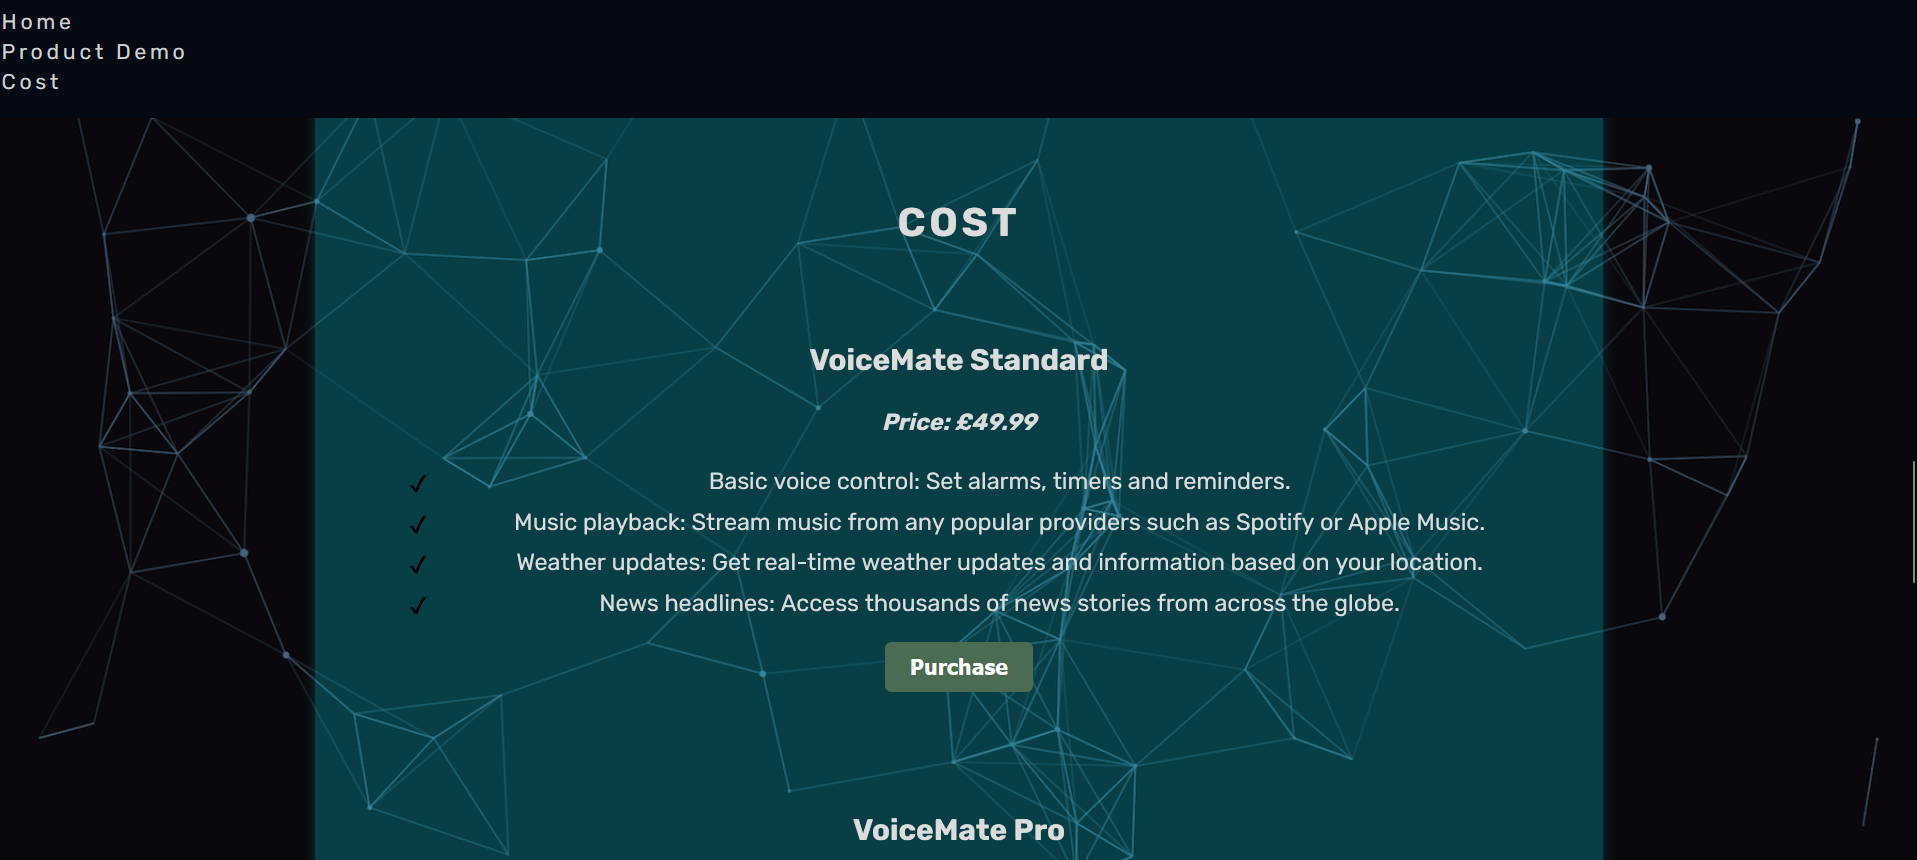 Home
Product Demo
Cost
COST
VoiceMate Standard
Price: £49.99
✓ Basic voice control: Set alarms, timers and reminders.
✓ Music playback: Stream music from any popular providers such as Spotify or Apple Music.
✓ Weather updates: Get real-time weather updates and information based on your location.
✓ News headlines: Access thousands of news stories from across the globe.
Purchase
VoiceMate Pro